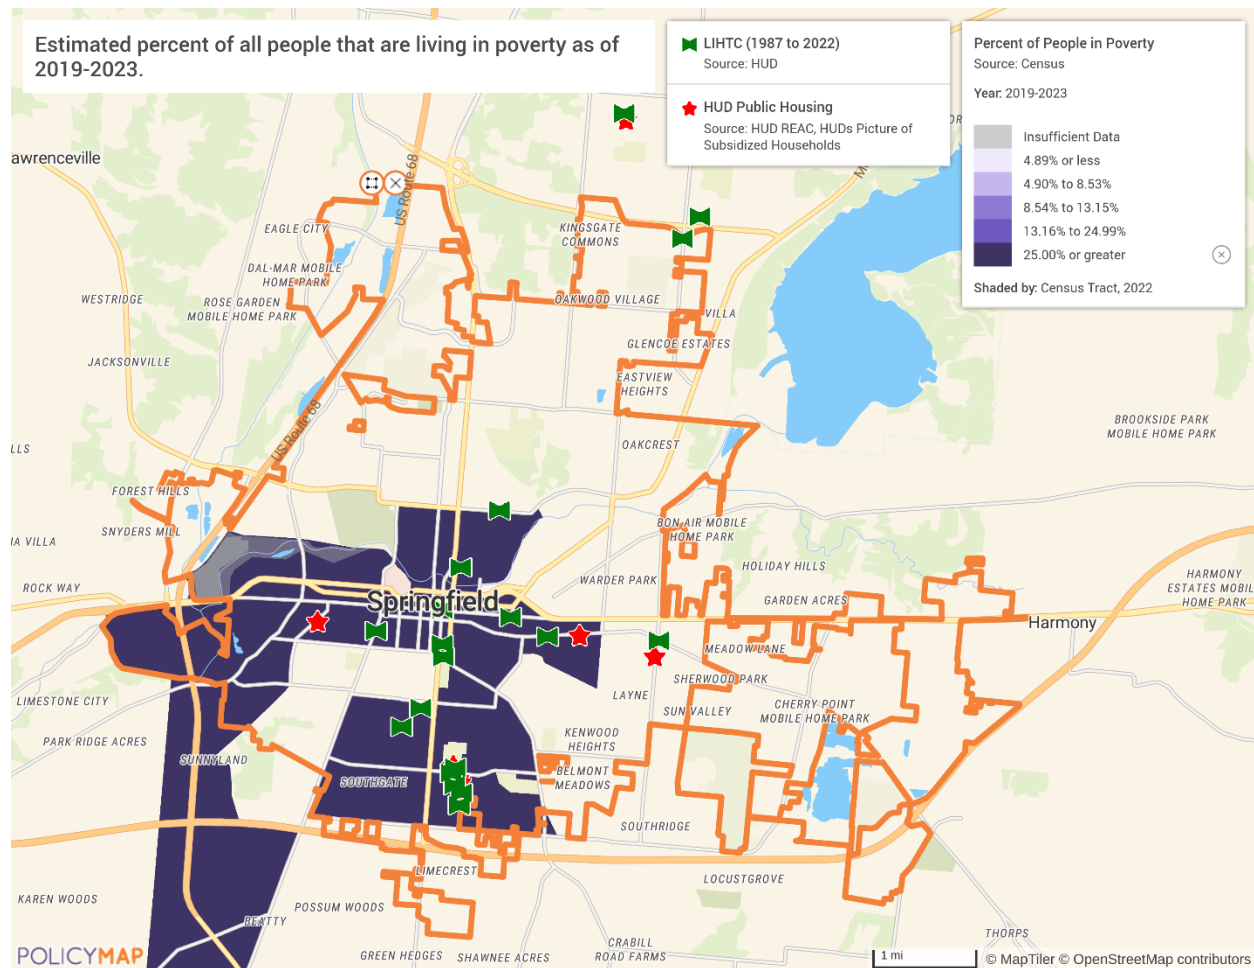 Estimated percent of all people that are living in poverty as of
2019-2023.
LIHTC (1987 to 2022)
Source: HUD
HUD Public Housing
Source: HUD REAC, HUDs Picture of
Subsidized Households
Percent of People in Poverty
Source: Census
Year: 2019-2023
Insufficient Data
4.89% or less
4.90% to 8.53%
8.54% to 13.15%
13.16% to 24.99%
25.00% or greater
Shaded by: Census Tract, 2022
awrenceville
US Route 68
EAGLE CITY
KINGSGATE
COMMONS
DAL-MAR MOBILE
HOME PARK
WESTRIDGE
ROSE GARDEN
MOBILE HOME PARK
OAKWOOD VILLAGE
VILLA
GLENCOE ESTATES
JACKSONVILLE
EASTVIEW
HEIGHTS
US Route 68
BROOKSIDE PARK
MOBILE HOME PARK
LLS
OAKCREST
FOREST HILLS
SNYDERS MILL
BON AIR MOBILE
HOME PARK
IA VILLA
HOLIDAY HILLS
ROCK WAY
WARDER PARK
HARMONY
ESTATES MOBIL
HOME PARK
Springfield
GARDEN ACRES
Harmony
MEADOW LANE
SHERWOOD PARK
LIMESTONE CITY
LAYNE
SUN VALLEY
CHERRY POINT
MOBILE HOME PARK
PARK RIDGE ACRES
KENWOOD
HEIGHTS
SUNNYLAND
SOUTHGATE
BELMONT
MEADOWS
SOUTHRIDGE
LIMECREST
LOCUSTGROVE
KAREN WOODS
POSSUM WOODS
BEATTY
THORPS
CRABILL
ROAD FARMS
GREEN HEDGES
SHAWNEE ACRES
POLICYMAP
1 mi
© MapTiler © OpenStreetMap contributors